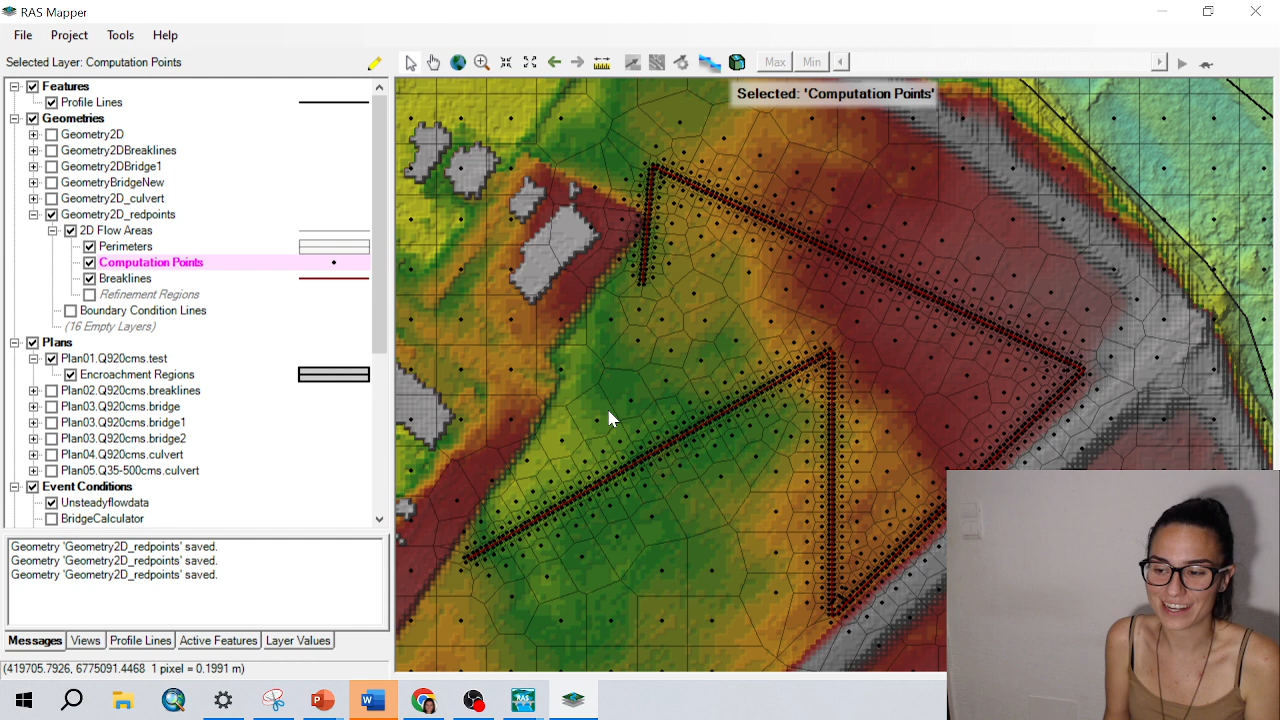 RAS Mapper
File Project Tools Help
Selected Layer: Computation Points
Max Min
Selected: 'Computation Points'
Features
Profile Lines
Geometries
Geometry2D
Geometry2DBreaklines
Geometry2DBridge1
GeometryBridgeNew
Geometry2D_culvert
Geometry2D_redpoints
2D Flow Areas
Perimeters
Computation Points
Breaklines
Refinement Regions
Boundary Condition Lines
(16 Empty Layers)
Plans
Plan01.Q920cms.test
Encroachment Regions
Plan02.Q920cms.breaklines
Plan03.Q920cms.bridge
Plan03.Q920cms.bridge1
Plan03.Q920cms.bridge2
Plan04.Q920cms.culvert
Plan05.Q35-500cms.culvert
Event Conditions
Unsteadyflowdata
BridgeCalculator
Geometry 'Geometry2D_redpoints' saved.
Geometry 'Geometry2D_redpoints' saved.
Geometry 'Geometry2D_redpoints' saved.
Messages Views Profile Lines Active Features Layer Values
(419705.7926, 6775091.4468 1 pixel = 0.1991 m)